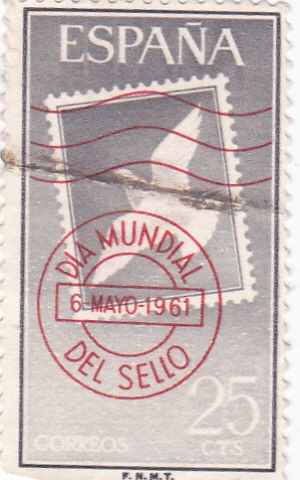 ESPAÑA
DIA MUNDIAL
6-MAYO-1961
DEL SELLO
25
CORREOS CTS
F.N.M.T.